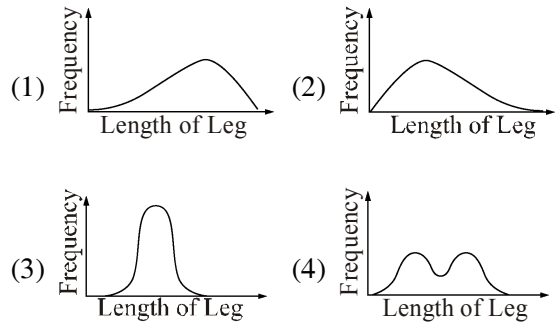 (1) Frequency Length of Leg
(2) Frequency Length of Leg
(3) Frequency Length of Leg
(4) Frequency Length of Leg